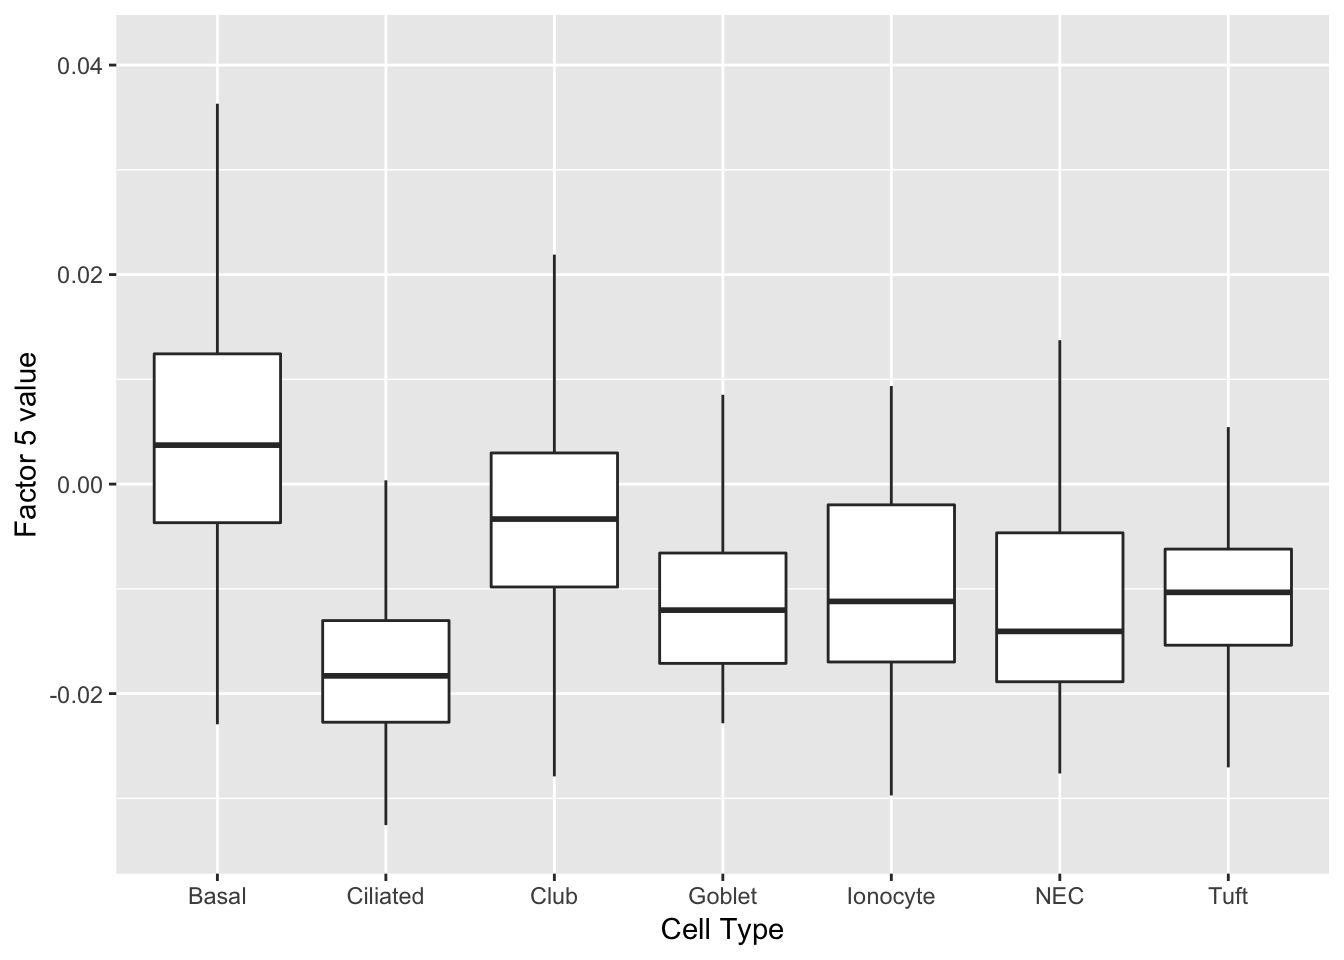 Factor 5 value
0.04
0.02
0.00
-0.02
Basal Ciliated Club Goblet Ionocyte NEC Tuft
Cell Type